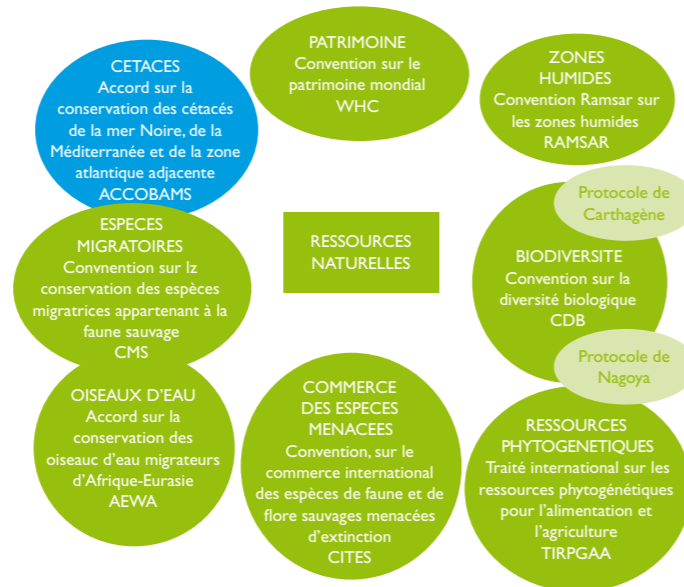 CETACES
Accord sur la
conservation des cétacés
de la mer Noire, de la
Méditerranée et de la zone
atlantique adjacente
ACCOBAMS
PATRIMOINE
Convention sur le
patrimoine mondial
WHC
ZONES
HUMIDES
Convention Ramsar sur
les zones humides
RAMSAR
ESPECES
MIGRATOIRES
Convnention sur lz
conservation des espèces
migratrices appartenant à la
faune sauvage
CMS
RESSOURCES
NATURELLES
Protocole de
Carthagène
BIODIVERSITE
Convention sur la
diversité biologique
CDB
Protocole de
Nagoya
OISEAUX D'EAU
Accord sur la
conservation des
oiseauc d'eau migrateurs
d'Afrique-Eurasie
AEWA
COMMERCE
DES ESPECES
MENACEES
Convention, sur le
commerce international
des espèces de faune et de
flore sauvages menacées
d'extinction
CITES
RESSOURCES
PHYTOGENETIQUES
Traité international sur les
ressources phytogénétiques
pour l'alimentation et
l'agriculture
TIRPGAA